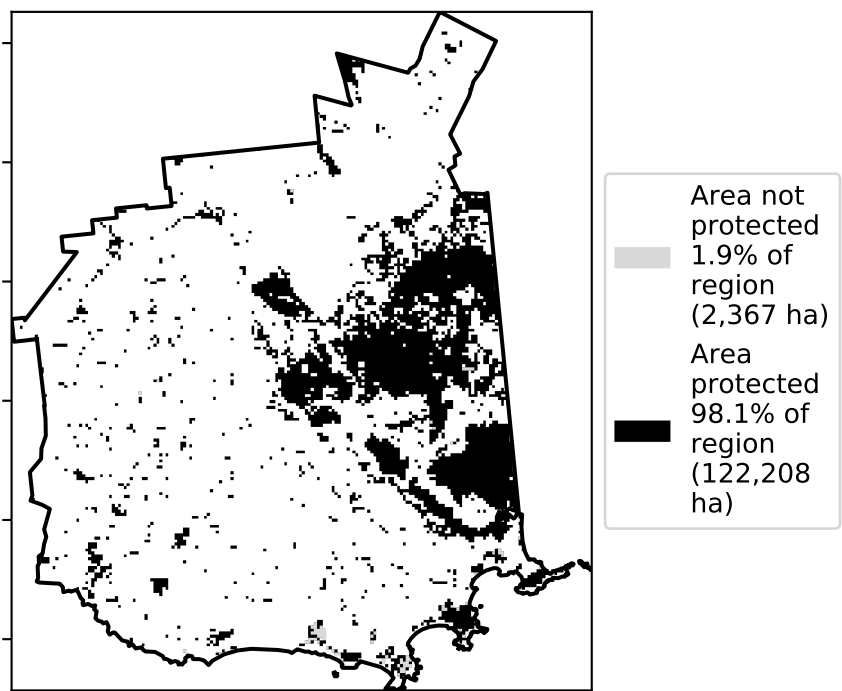 Area not
protected
1.9% of
region
(2,367 ha)
Area
protected
98.1% of
region
(122,208
ha)